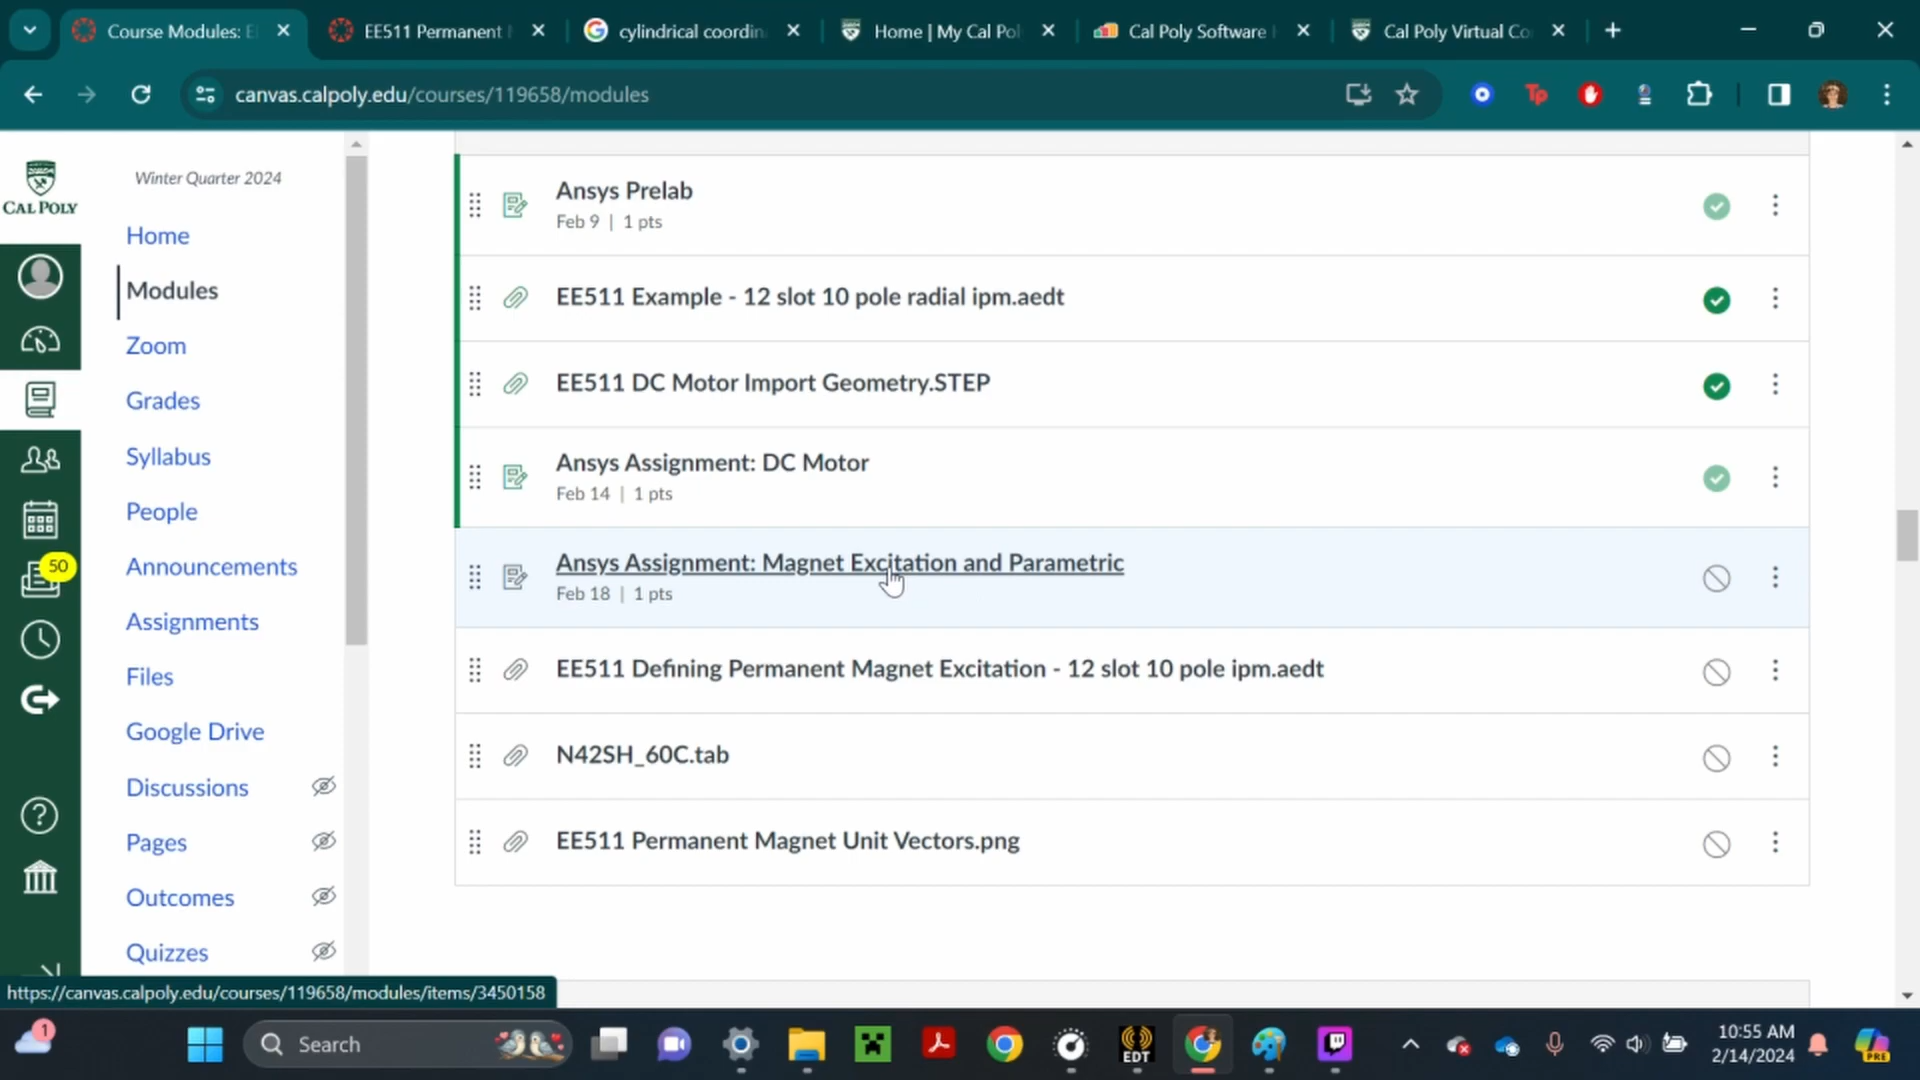 Course Modules: E
EE511 Permanent
cylindrical coordin
Home | My Cal Pol
Cal Poly Software
Cal Poly Virtual Co
canvas.calpoly.edu/courses/119658/modules
CAL POLY
50
Winter Quarter 2024
Home
Modules
Zoom
Grades
Syllabus
People
Announcements
Assignments
Files
Google Drive
Discussions
Pages
Outcomes
Quizzes
Ansys Prelab
Feb 9 | 1 pts
EE511 Example - 12 slot 10 pole radial ipm.aedt
EE511 DC Motor Import Geometry.STEP
Ansys Assignment: DC Motor
Feb 14 | 1 pts
Ansys Assignment: Magnet Excitation and Parametric
Feb 18 | 1 pts
EE511 Defining Permanent Magnet Excitation - 12 slot 10 pole ipm.aedt
N42SH_60C.tab
EE511 Permanent Magnet Unit Vectors.png
https://canvas.calpoly.edu/courses/119658/modules/items/3450158
1
Search
EDT
10:55 AM
2/14/2024
PRE